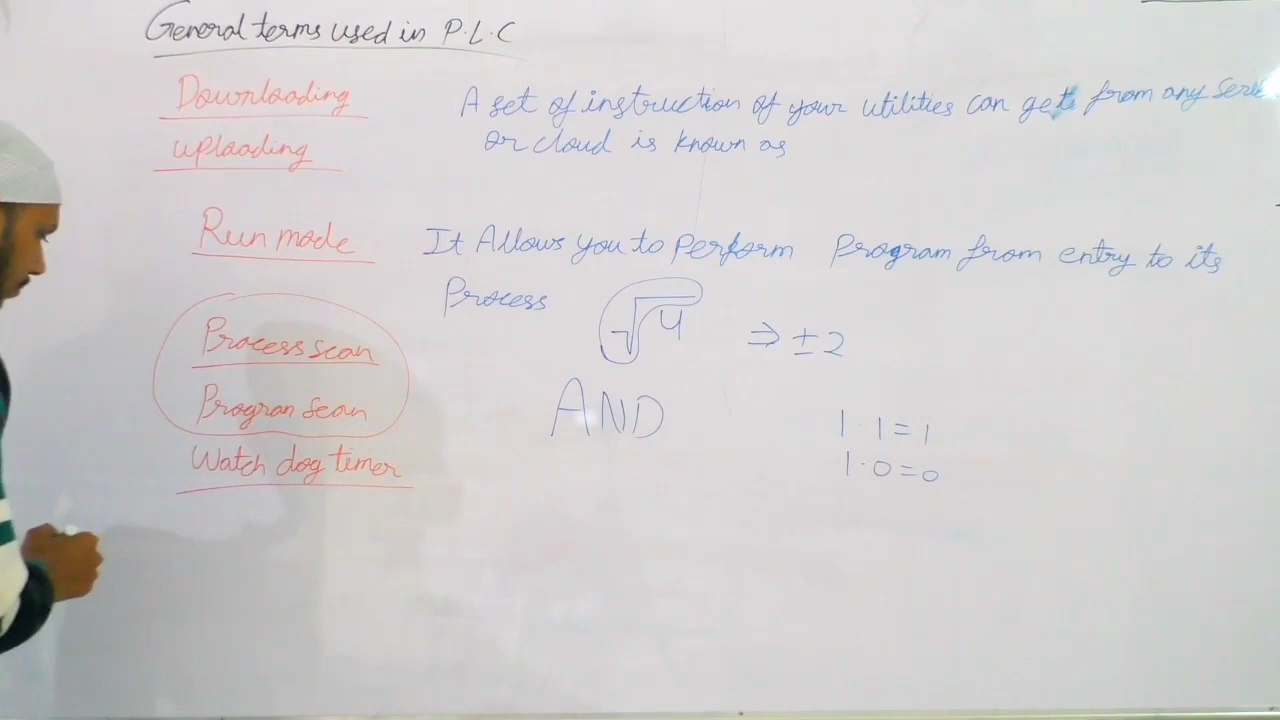 General terms used in P.L.C
Downloading
A set of instruction of your utilities can get from any
uploading
or cloud is known as
Run mode
It Allows you to Perform Program from entry to its
Process
√4 ⇒ ±2
Process scan
Program Scan
AND
1·1=1
1·0=0
Watch dog timer